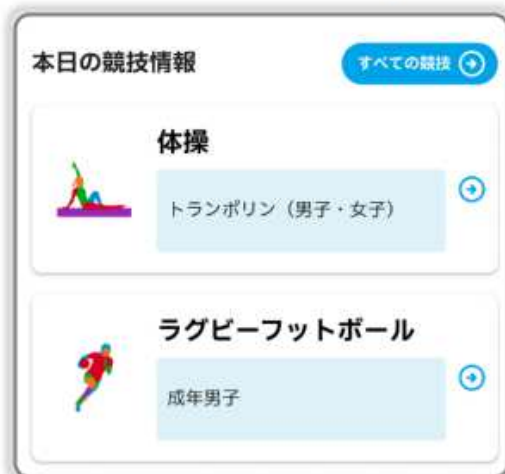 本日の競技情報
すべての競技
体操
トランポリン（男子・女子）
ラグビーフットボール
成年男子